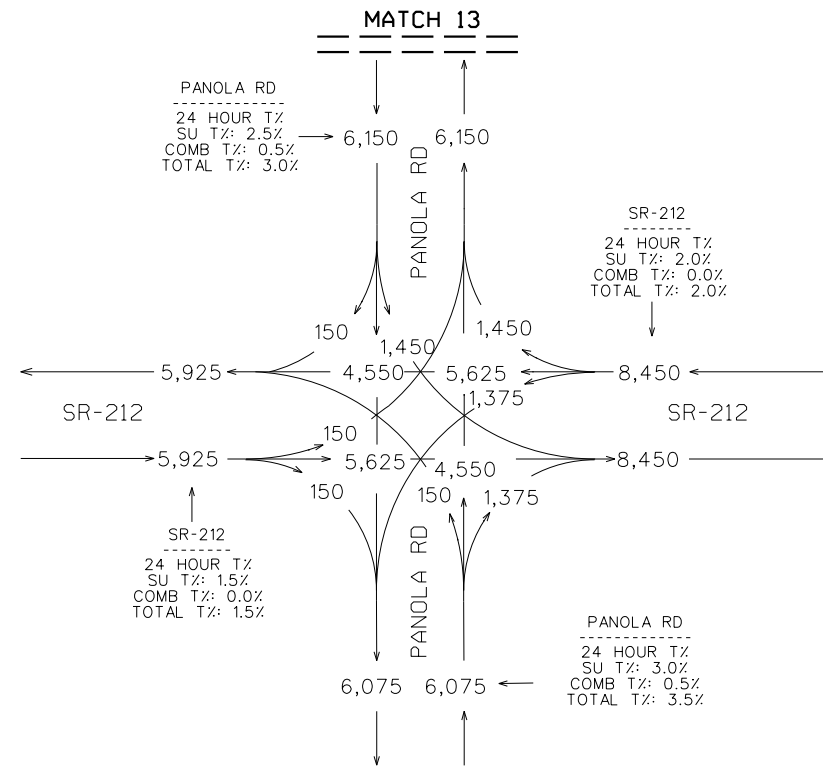 MATCH 13
PANOLA RD
24 HOUR T%
SU T%: 2.5%
COMB T%: 0.5%
TOTAL T%: 3.0%
6,150 6,150
PANOLA RD
SR-212
24 HOUR T%
SU T%: 2.0%
COMB T%: 0.0%
TOTAL T%: 2.0%
150
1,450
1,450
5,925
4,550
5,625
8,450
1,375
SR-212
SR-212
150
5,925
5,625
4,550
8,450
150
150
1,375
SR-212
24 HOUR T%
SU T%: 1.5%
COMB T%: 0.0%
TOTAL T%: 1.5%
PANOLA RD
PANOLA RD
24 HOUR T%
SU T%: 3.0%
COMB T%: 0.5%
TOTAL T%: 3.5%
6,075 6,075